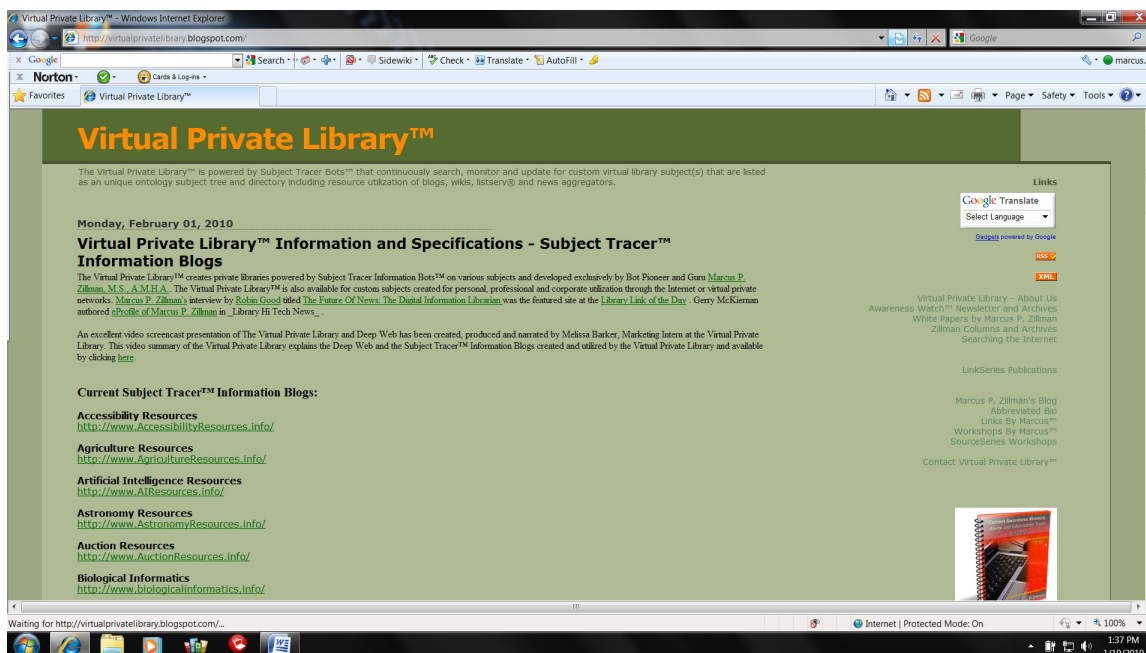 Virtual Private Library™ - Windows Internet Explorer
http://virtualprivatelibrary.blogspot.com/
Google
x Google Search Sidewiki Check Translate AutoFill marcus.
x Norton Cards & Log-ins
Favorites Virtual Private Library™ Page Safety Tools
Virtual Private Library™
The Virtual Private Library™ is powered by Subject Tracer Bots™ that continuously search, monitor and update for custom virtual library subject(s) that are listed
as an unique ontology subject tree and directory including resource utilization of blogs, wikis, listserv® and news aggregators.
Monday, February 01, 2010
Virtual Private Library™ Information and Specifications - Subject Tracer™
Information Blogs
The Virtual Private Library™ creates private libraries powered by Subject Tracer Information Bots™ on various subjects and developed exclusively by Bot Pioneer and Guru Marcus P.
Zillman, M.S., A.M.H.A.. The Virtual Private Library™ is also available for custom subjects created for personal, professional and corporate utilization through the Internet or virtual private
networks. Marcus P. Zillman's interview by Robin Good titled The Future Of News: The Digital Information Librarian was the featured site at the Library Link of the Day . Gerry McKiernan
authored eProfile of Marcus P. Zillman in _Library Hi Tech News_ .
An excellent video screencast presentation of The Virtual Private Library and Deep Web has been created, produced and narrated by Melissa Barker, Marketing Intern at the Virtual Private
Library. This video summary of the Virtual Private Library explains the Deep Web and the Subject Tracer™ Information Blogs created and utilized by the Virtual Private Library and available
by clicking here.
Current Subject Tracer™ Information Blogs:
Accessibility Resources
http://www.AccessibilityResources.info/
Agriculture Resources
http://www.AgricultureResources.info/
Artificial Intelligence Resources
http://www.AIResources.info/
Astronomy Resources
http://www.AstronomyResources.info/
Auction Resources
http://www.AuctionResources.info/
Biological Informatics
http://www.biologicalinformatics.info/
Links
Google Translate
Select Language
Gadgets powered by Google
RSS
XML
Virtual Private Library - About Us
Awareness Watch™ Newsletter and Archives
White Papers by Marcus P. Zillman
Zillman Columns and Archives
Searching the Internet
LinkSeries Publications
Marcus P. Zillman's Blog
Abbreviated Bio
Links By Marcus™
Workshops By Marcus™
SourceSeries Workshops
Contact Virtual Private Library™
Waiting for http://virtualprivatelibrary.blogspot.com/... Internet | Protected Mode: On 100%
1:37 PM